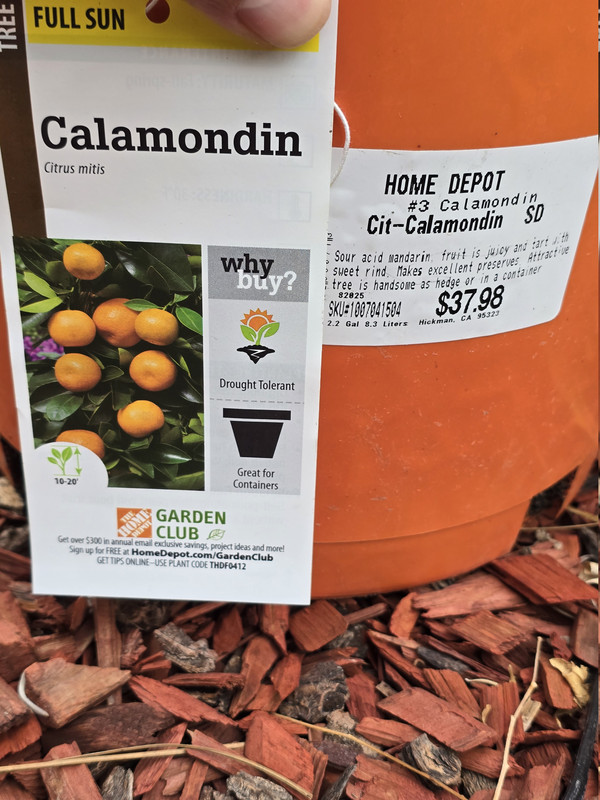 TREE
FULL SUN
Calamondin
Citrus mitis
why
buy?
Drought Tolerant
Great for
Containers
10-20'
THE
HOME
DEPOT
GARDEN
CLUB
Get over $300 in annual email exclusive savings, project ideas and more!
Sign up for FREE at HomeDepot.com/GardenClub
GET TIPS ONLINE–USE PLANT CODE THDF0412
HOME DEPOT
#3 Calamondin
Cit-Calamondin SD
Sour acid mandarin. fruit is juicy and tart with
sweet rind. Makes excellent preserves. Attractive
tree is handsome as hedge or in a container
82025
SKU#1007041504 $37.98
2.2 Gal 8.3 Liters Hickman, CA 95323